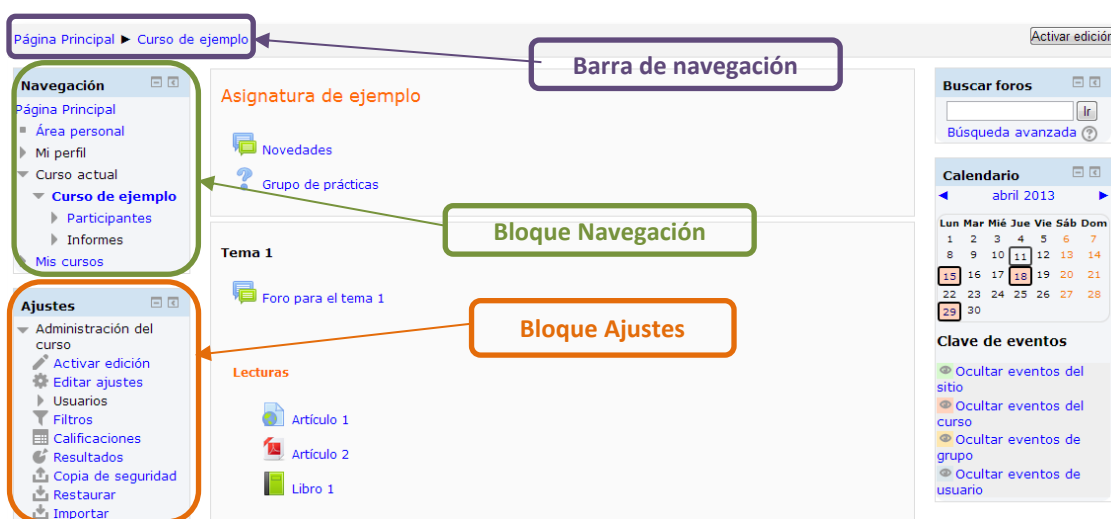 Página Principal ► Curso de ejemplo
Activar edición
Barra de navegación
Navegación
Página Principal
Área personal
Mi perfil
Curso actual
Curso de ejemplo
Participantes
Informes
Mis cursos
Ajustes
Administración del
curso
Activar edición
Editar ajustes
Usuarios
Filtros
Calificaciones
Resultados
Copia de seguridad
Restaurar
Importar
Asignatura de ejemplo
Novedades
Grupo de prácticas
Bloque Navegación
Tema 1
Foro para el tema 1
Bloque Ajustes
Lecturas
Artículo 1
Artículo 2
Libro 1
Buscar foros
Ir
Búsqueda avanzada
Calendario
◄ abril 2013 ►
Lun Mar Mié Jue Vie Sáb Dom
1 2 3 4 5 6 7
8 9 10 11 12 13 14
15 16 17 18 19 20 21
22 23 24 25 26 27 28
29 30
Clave de eventos
Ocultar eventos del
sitio
Ocultar eventos del
curso
Ocultar eventos de
grupo
Ocultar eventos de
usuario